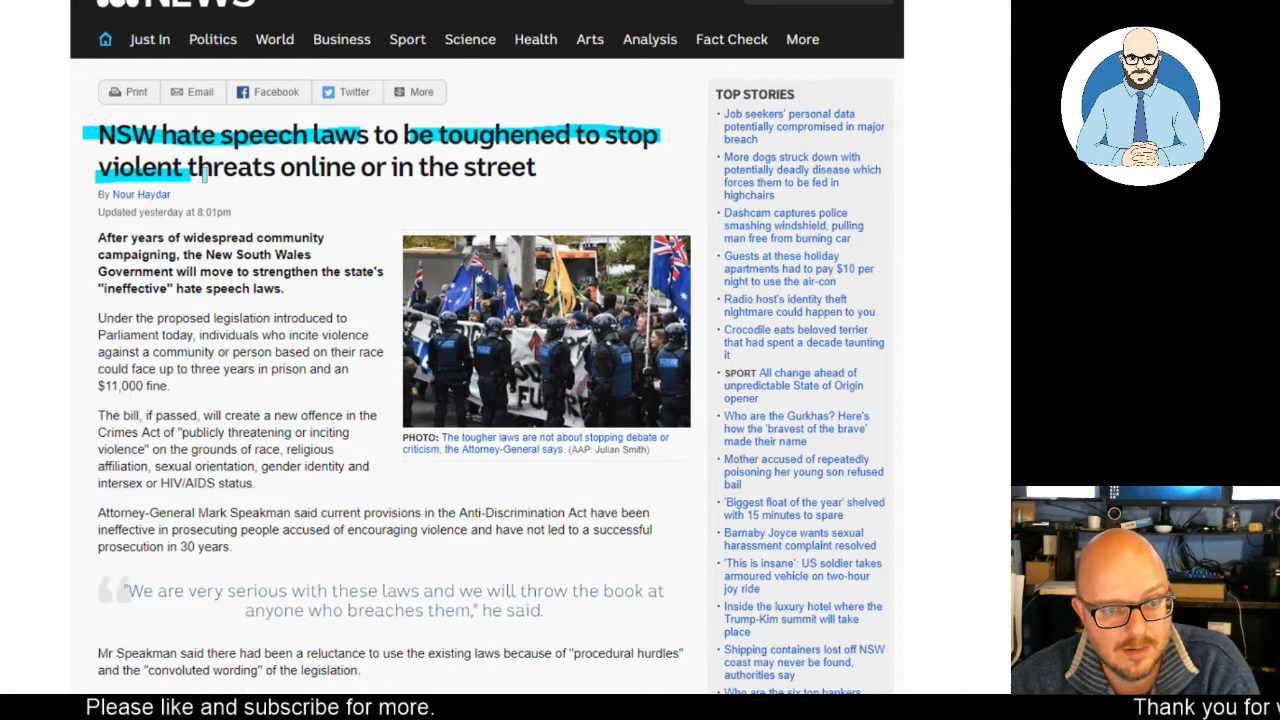 NEWS
Just In Politics World Business Sport Science Health Arts Analysis Fact Check More
Print Email Facebook Twitter More
NSW hate speech laws to be toughened to stop
violent threats online or in the street
By Nour Haydar
Updated yesterday at 8:01pm
After years of widespread community
campaigning, the New South Wales
Government will move to strengthen the state's
"ineffective" hate speech laws.
Under the proposed legislation introduced to
Parliament today, individuals who incite violence
against a community or person based on their race
could face up to three years in prison and an
$11,000 fine.
The bill, if passed, will create a new offence in the
Crimes Act of "publicly threatening or inciting
violence" on the grounds of race, religious
affiliation, sexual orientation, gender identity and
intersex or HIV/AIDS status.
PHOTO: The tougher laws are not about stopping debate or
criticism, the Attorney-General says. (AAP: Julian Smith)
Attorney-General Mark Speakman said current provisions in the Anti-Discrimination Act have been
ineffective in prosecuting people accused of encouraging violence and have not led to a successful
prosecution in 30 years.
"We are very serious with these laws and we will throw the book at
anyone who breaches them," he said.
Mr Speakman said there had been a reluctance to use the existing laws because of "procedural hurdles"
and the "convoluted wording" of the legislation.
TOP STORIES
Job seekers' personal data
potentially compromised in major
breach
More dogs struck down with
potentially deadly disease which
forces them to be fed in
highchairs
Dashcam captures police
smashing windshield, pulling
man free from burning car
Guests at these holiday
apartments had to pay $10 per
night to use the air-con
Radio host's identity theft
nightmare could happen to you
Crocodile eats beloved terrier
that had spent a decade taunting
it
SPORT All change ahead of
unpredictable State of Origin
opener
Who are the Gurkhas? Here's
how the 'bravest of the brave'
made their name
Mother accused of repeatedly
poisoning her young son refused
bail
'Biggest float of the year' shelved
with 15 minutes to spare
Barnaby Joyce wants sexual
harassment complaint resolved
'This is insane': US soldier takes
armoured vehicle on two-hour
joy ride
Inside the luxury hotel where the
Trump-Kim summit will take
place
Shipping containers lost off NSW
coast may never be found,
authorities say
Who are the six top bankers
Please like and subscribe for more.
Thank you for